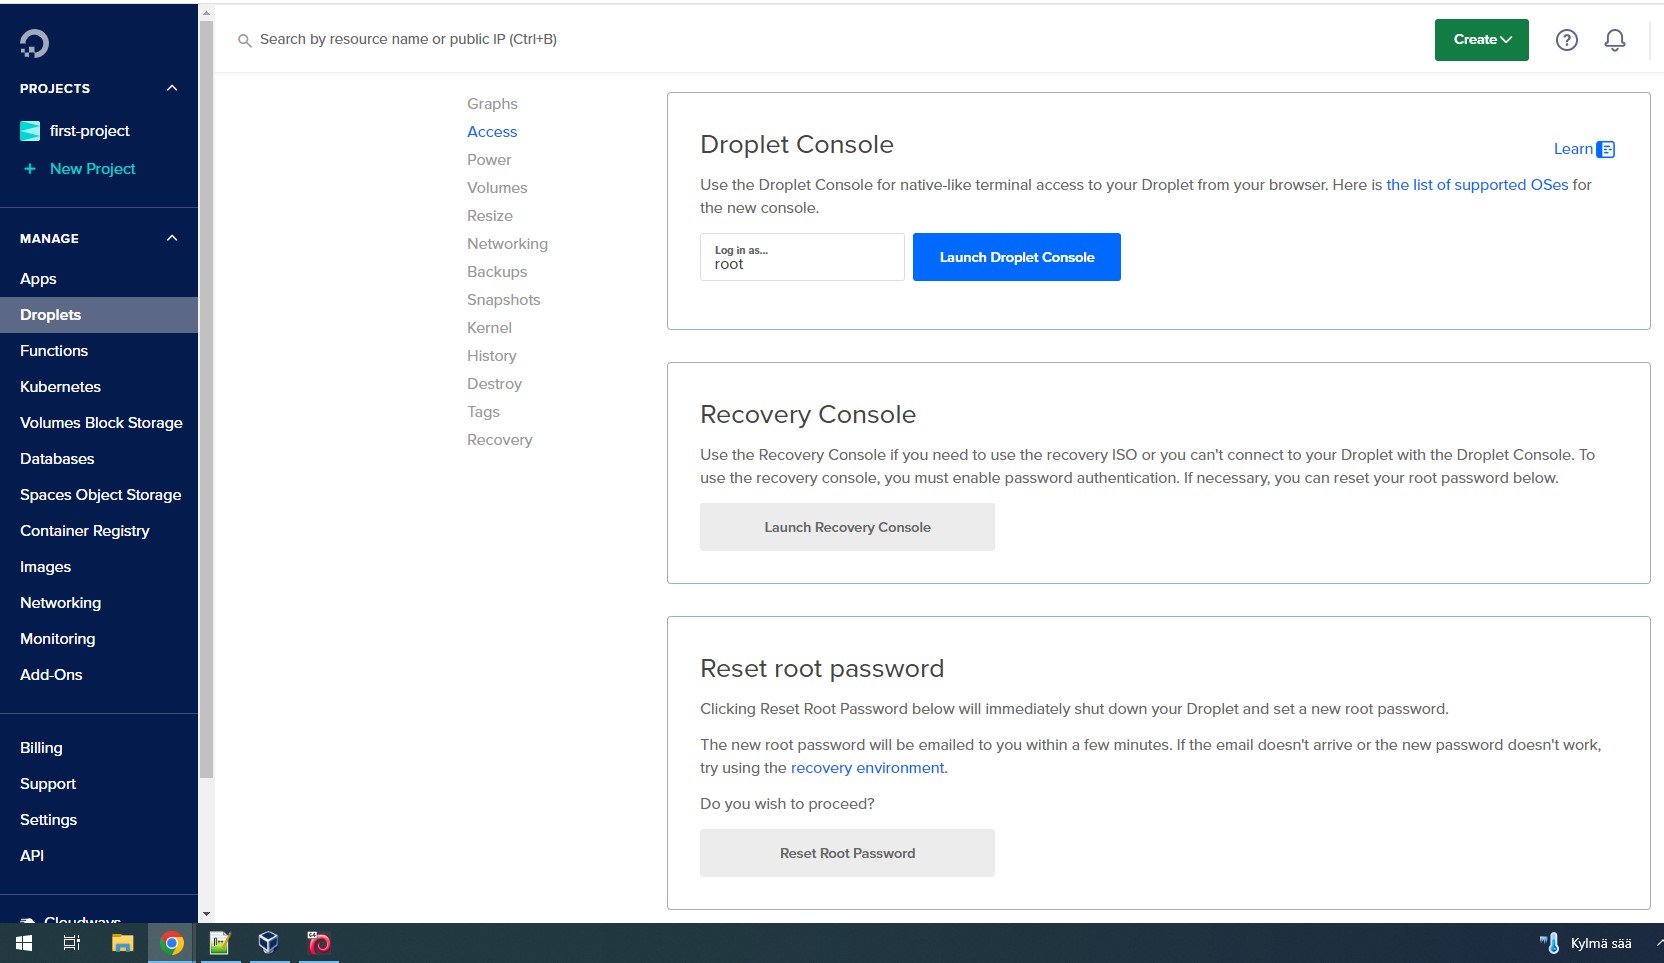 Search by resource name or public IP (Ctrl+B)
Create
PROJECTS
first-project
+ New Project
MANAGE
Apps
Droplets
Functions
Kubernetes
Volumes Block Storage
Databases
Spaces Object Storage
Container Registry
Images
Networking
Monitoring
Add-Ons
Billing
Support
Settings
API
Cloudways
Graphs
Access
Power
Volumes
Resize
Networking
Backups
Snapshots
Kernel
History
Destroy
Tags
Recovery
Droplet Console
Learn
Use the Droplet Console for native-like terminal access to your Droplet from your browser. Here is the list of supported OSes for
the new console.
Log in as...
root
Launch Droplet Console
Recovery Console
Use the Recovery Console if you need to use the recovery ISO or you can't connect to your Droplet with the Droplet Console. To
use the recovery console, you must enable password authentication. If necessary, you can reset your root password below.
Launch Recovery Console
Reset root password
Clicking Reset Root Password below will immediately shut down your Droplet and set a new root password.
The new root password will be emailed to you within a few minutes. If the email doesn't arrive or the new password doesn't work,
try using the recovery environment.
Do you wish to proceed?
Reset Root Password
64
Kylmä sää